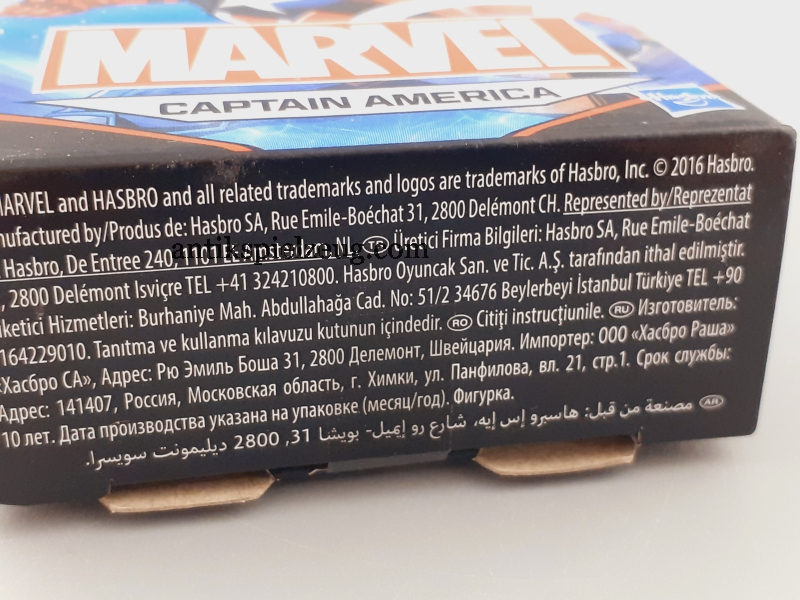 MARVEL
CAPTAIN AMERICA
Hasbro
MARVEL and HASBRO and all related trademarks and logos are trademarks of Hasbro, Inc. © 2016 Hasbro.
nufactured by/Produs de: Hasbro SA, Rue Emile-Boéchat 31, 2800 Delémont CH. Represented by/Reprezentat
Hasbro, De Entree 240, NL TR Üretici Firma Bilgileri: Hasbro SA, Rue Emile-Boéchat
antikspielzeug.com
, 2800 Delémont Isviçre TEL +41 324210800. Hasbro Oyuncak San. ve Tic. A.Ş. tarafından ithal edilmiştir.
iketici Hizmetleri: Burhaniye Mah. Abdullahağa Cad. No: 51/2 34676 Beylerbeyi İstanbul Türkiye TEL +90
164229010. Tanıtma ve kullanma kılavuzu kutunun içindedir. RO Citiţi instrucţiunile. RU Изготовитель:
«Хасбро СА», Адрес: Рю Эмиль Боша 31, 2800 Делемонт, Швейцария. Импортер: ООО «Хасбро Раша»
Адрес: 141407, Россия, Московская область, г. Химки, ул. Панфилова, вл. 21, стр.1. Срок службы:
10 лет. Дата производства указана на упаковке (месяц/год). Фигурка.
AR مصنعة من قبل: هاسبرو إس إيه، شارع رو إيميل- بويشا 31, 2800 ديليمونت سويسرا.